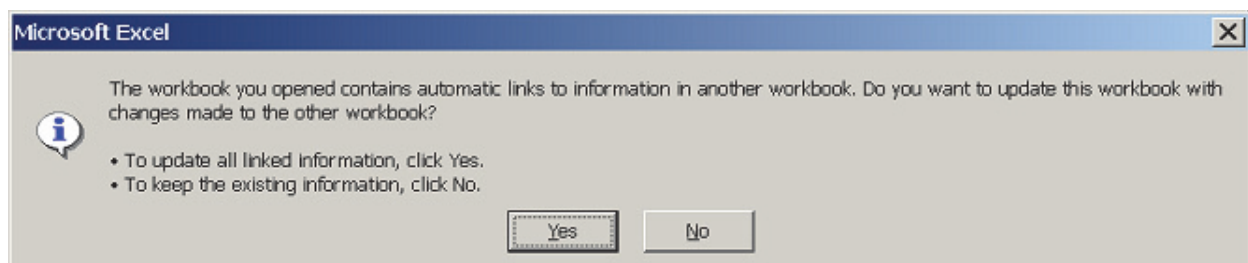 Microsoft Excel
The workbook you opened contains automatic links to information in another workbook. Do you want to update this workbook with
changes made to the other workbook?
• To update all linked information, click Yes.
• To keep the existing information, click No.
Yes No